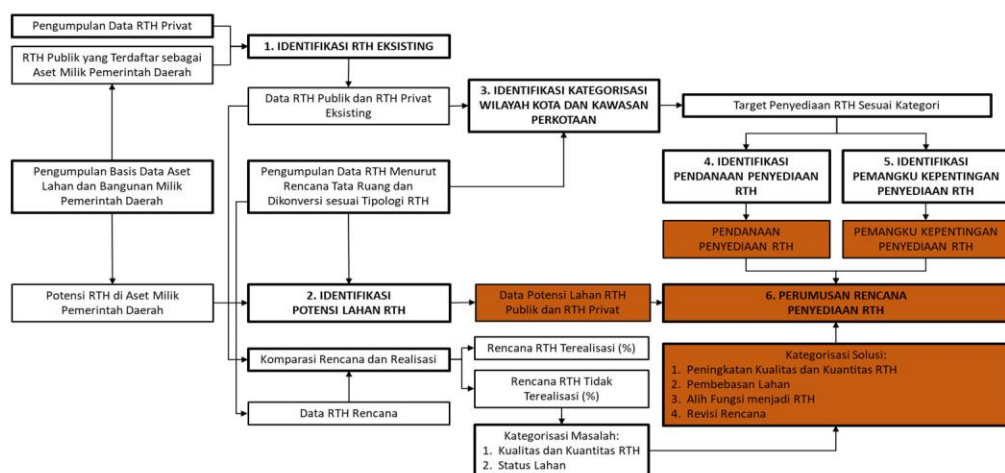 Pengumpulan Data RTH Privat
RTH Publik yang Terdaftar sebagai
Aset Milik Pemerintah Daerah
1. IDENTIFIKASI RTH EKSISTING
Data RTH Publik dan RTH Privat
Eksisting
3. IDENTIFIKASI KATEGORISASI
WILAYAH KOTA DAN KAWASAN
PERKOTAAN
Target Penyediaan RTH Sesuai Kategori
Pengumpulan Basis Data Aset
Lahan dan Bangunan Milik
Pemerintah Daerah
Pengumpulan Data RTH Menurut
Rencana Tata Ruang dan
Dikonversi sesuai Tipologi RTH
4. IDENTIFIKASI
PENDANAAN PENYEDIAAN
RTH
5. IDENTIFIKASI
PEMANGKU KEPENTINGAN
PENYEDIAAN RTH
PENDANAAN
PENYEDIAAN RTH
PEMANGKU KEPENTINGAN
PENYEDIAAN RTH
Potensi RTH di Aset Milik
Pemerintah Daerah
2. IDENTIFIKASI
POTENSI LAHAN RTH
Data Potensi Lahan RTH
Publik dan RTH Privat
6. PERUMUSAN RENCANA
PENYEDIAAN RTH
Komparasi Rencana dan Realisasi
Rencana RTH Terealisasi (%)
Rencana RTH Tidak
Terealisasi (%)
Data RTH Rencana
Kategorisasi Masalah:
1. Kualitas dan Kuantitas RTH
2. Status Lahan
Kategorisasi Solusi:
1. Peningkatan Kualitas dan Kuantitas RTH
2. Pembebasan Lahan
3. Alih Fungsi menjadi RTH
4. Revisi Rencana